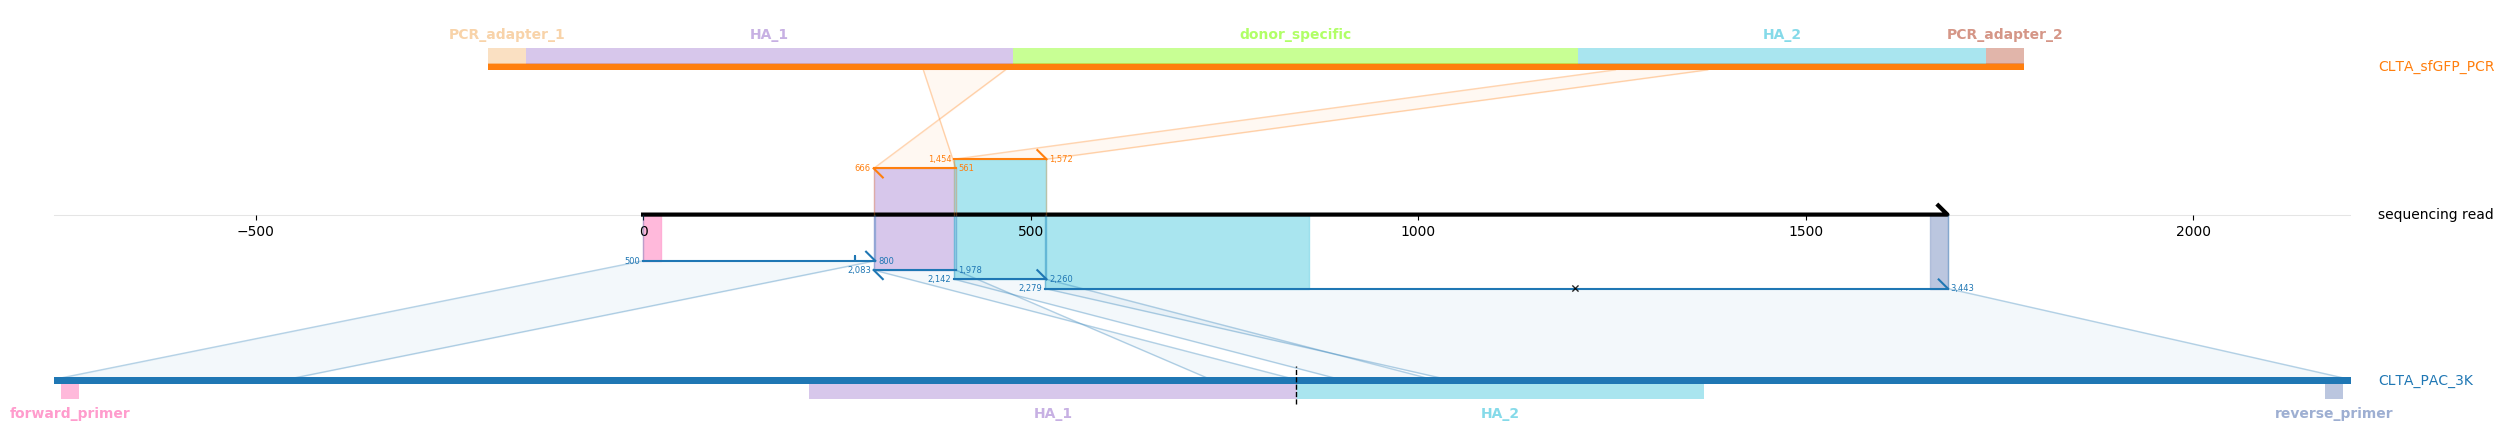 PCR_adapter_1 HA_1 donor_specific HA_2 PCR_adapter_2
CLTA_sfGFP_PCR
1,454 1,572
666 561
sequencing read
−500 0 500 1000 1500 2000
500 800
2,083 1,978
2,142 2,260
2,279 3,443
CLTA_PAC_3K
forward_primer HA_1 HA_2 reverse_primer